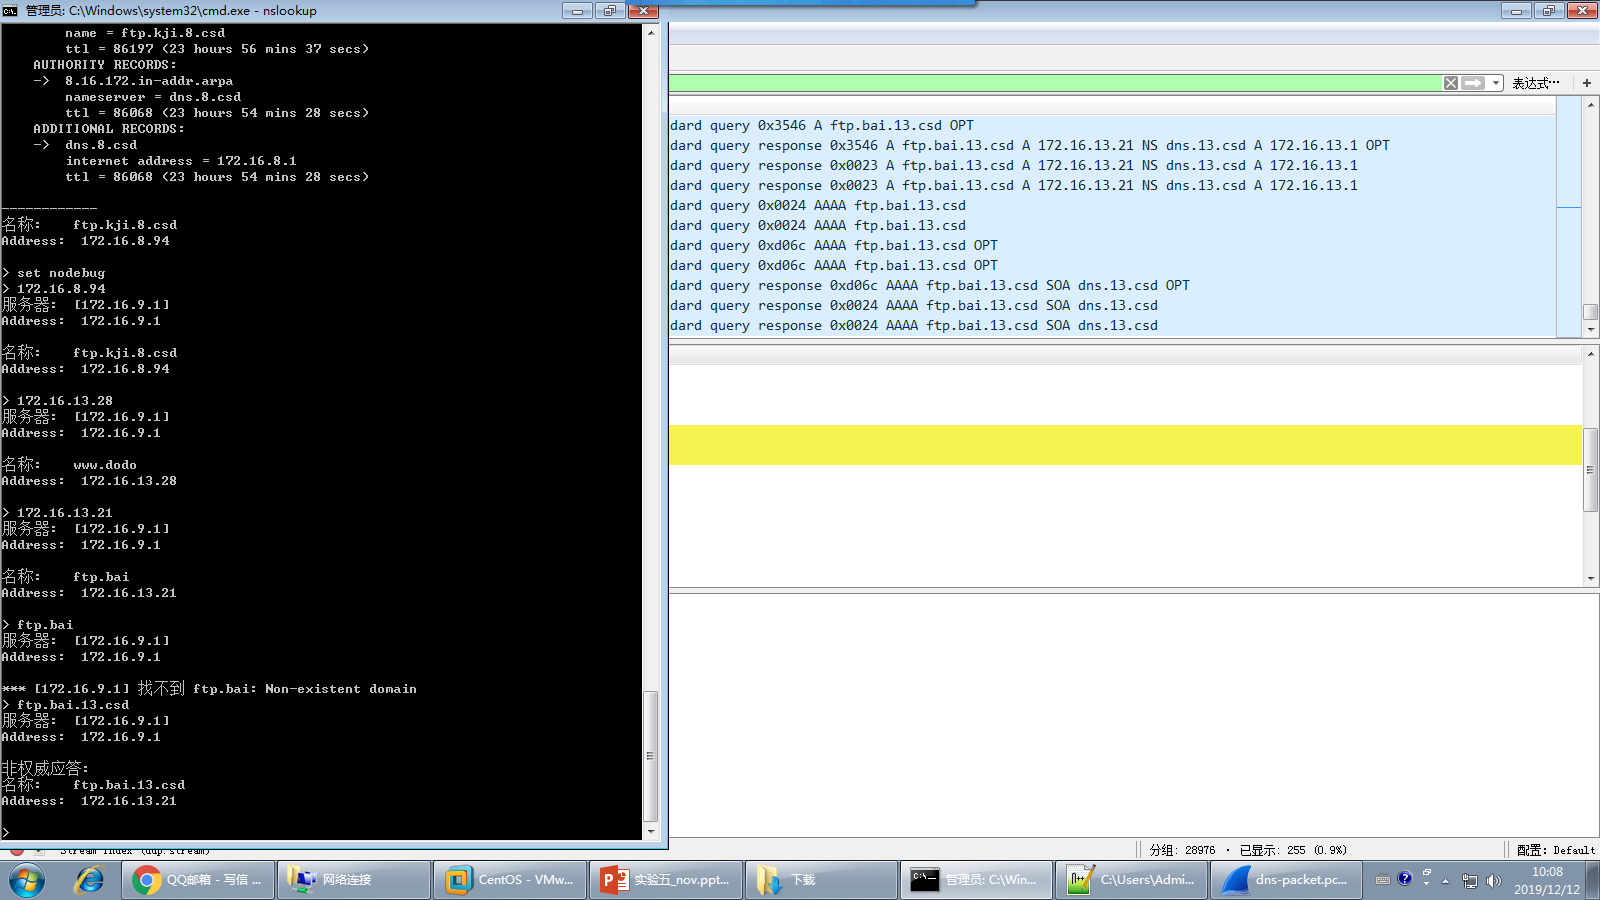 管理员: C:\Windows\system32\cmd.exe - nslookup
name = ftp.kji.8.csd
ttl = 86197 (23 hours 56 mins 37 secs)
AUTHORITY RECORDS:
->  8.16.172.in-addr.arpa
nameserver = dns.8.csd
ttl = 86068 (23 hours 54 mins 28 secs)
ADDITIONAL RECORDS:
->  dns.8.csd
internet address = 172.16.8.1
ttl = 86068 (23 hours 54 mins 28 secs)
------------
名称:    ftp.kji.8.csd
Address:  172.16.8.94
> set nodebug
> 172.16.8.94
服务器:  [172.16.9.1]
Address:  172.16.9.1
名称:    ftp.kji.8.csd
Address:  172.16.8.94
> 172.16.13.28
服务器:  [172.16.9.1]
Address:  172.16.9.1
名称:    www.dodo
Address:  172.16.13.28
> 172.16.13.21
服务器:  [172.16.9.1]
Address:  172.16.9.1
名称:    ftp.bai
Address:  172.16.13.21
> ftp.bai
服务器:  [172.16.9.1]
Address:  172.16.9.1
*** [172.16.9.1] 找不到 ftp.bai: Non-existent domain
> ftp.bai.13.csd
服务器:  [172.16.9.1]
Address:  172.16.9.1
非权威应答:
名称:    ftp.bai.13.csd
Address:  172.16.13.21
>
表达式… +
dard query 0x3546 A ftp.bai.13.csd OPT
dard query response 0x3546 A ftp.bai.13.csd A 172.16.13.21 NS dns.13.csd A 172.16.13.1 OPT
dard query response 0x0023 A ftp.bai.13.csd A 172.16.13.21 NS dns.13.csd A 172.16.13.1
dard query response 0x0023 A ftp.bai.13.csd A 172.16.13.21 NS dns.13.csd A 172.16.13.1
dard query 0x0024 AAAA ftp.bai.13.csd
dard query 0x0024 AAAA ftp.bai.13.csd
dard query 0xd06c AAAA ftp.bai.13.csd OPT
dard query 0xd06c AAAA ftp.bai.13.csd OPT
dard query response 0xd06c AAAA ftp.bai.13.csd SOA dns.13.csd OPT
dard query response 0x0024 AAAA ftp.bai.13.csd SOA dns.13.csd
dard query response 0x0024 AAAA ftp.bai.13.csd SOA dns.13.csd
Stream index (udp.stream)
分组: 28976 · 已显示: 255 (0.9%)
配置: Default
QQ邮箱 - 写信 ...
网络连接
CentOS - VMw...
实验五_nov.ppt...
下载
管理员: C:\Win...
C:\Users\Admi...
dns-packet.pc...
10:08
2019/12/12